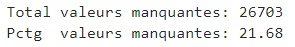 Total valeurs manquantes: 26703
Pctg  valeurs manquantes: 21.68